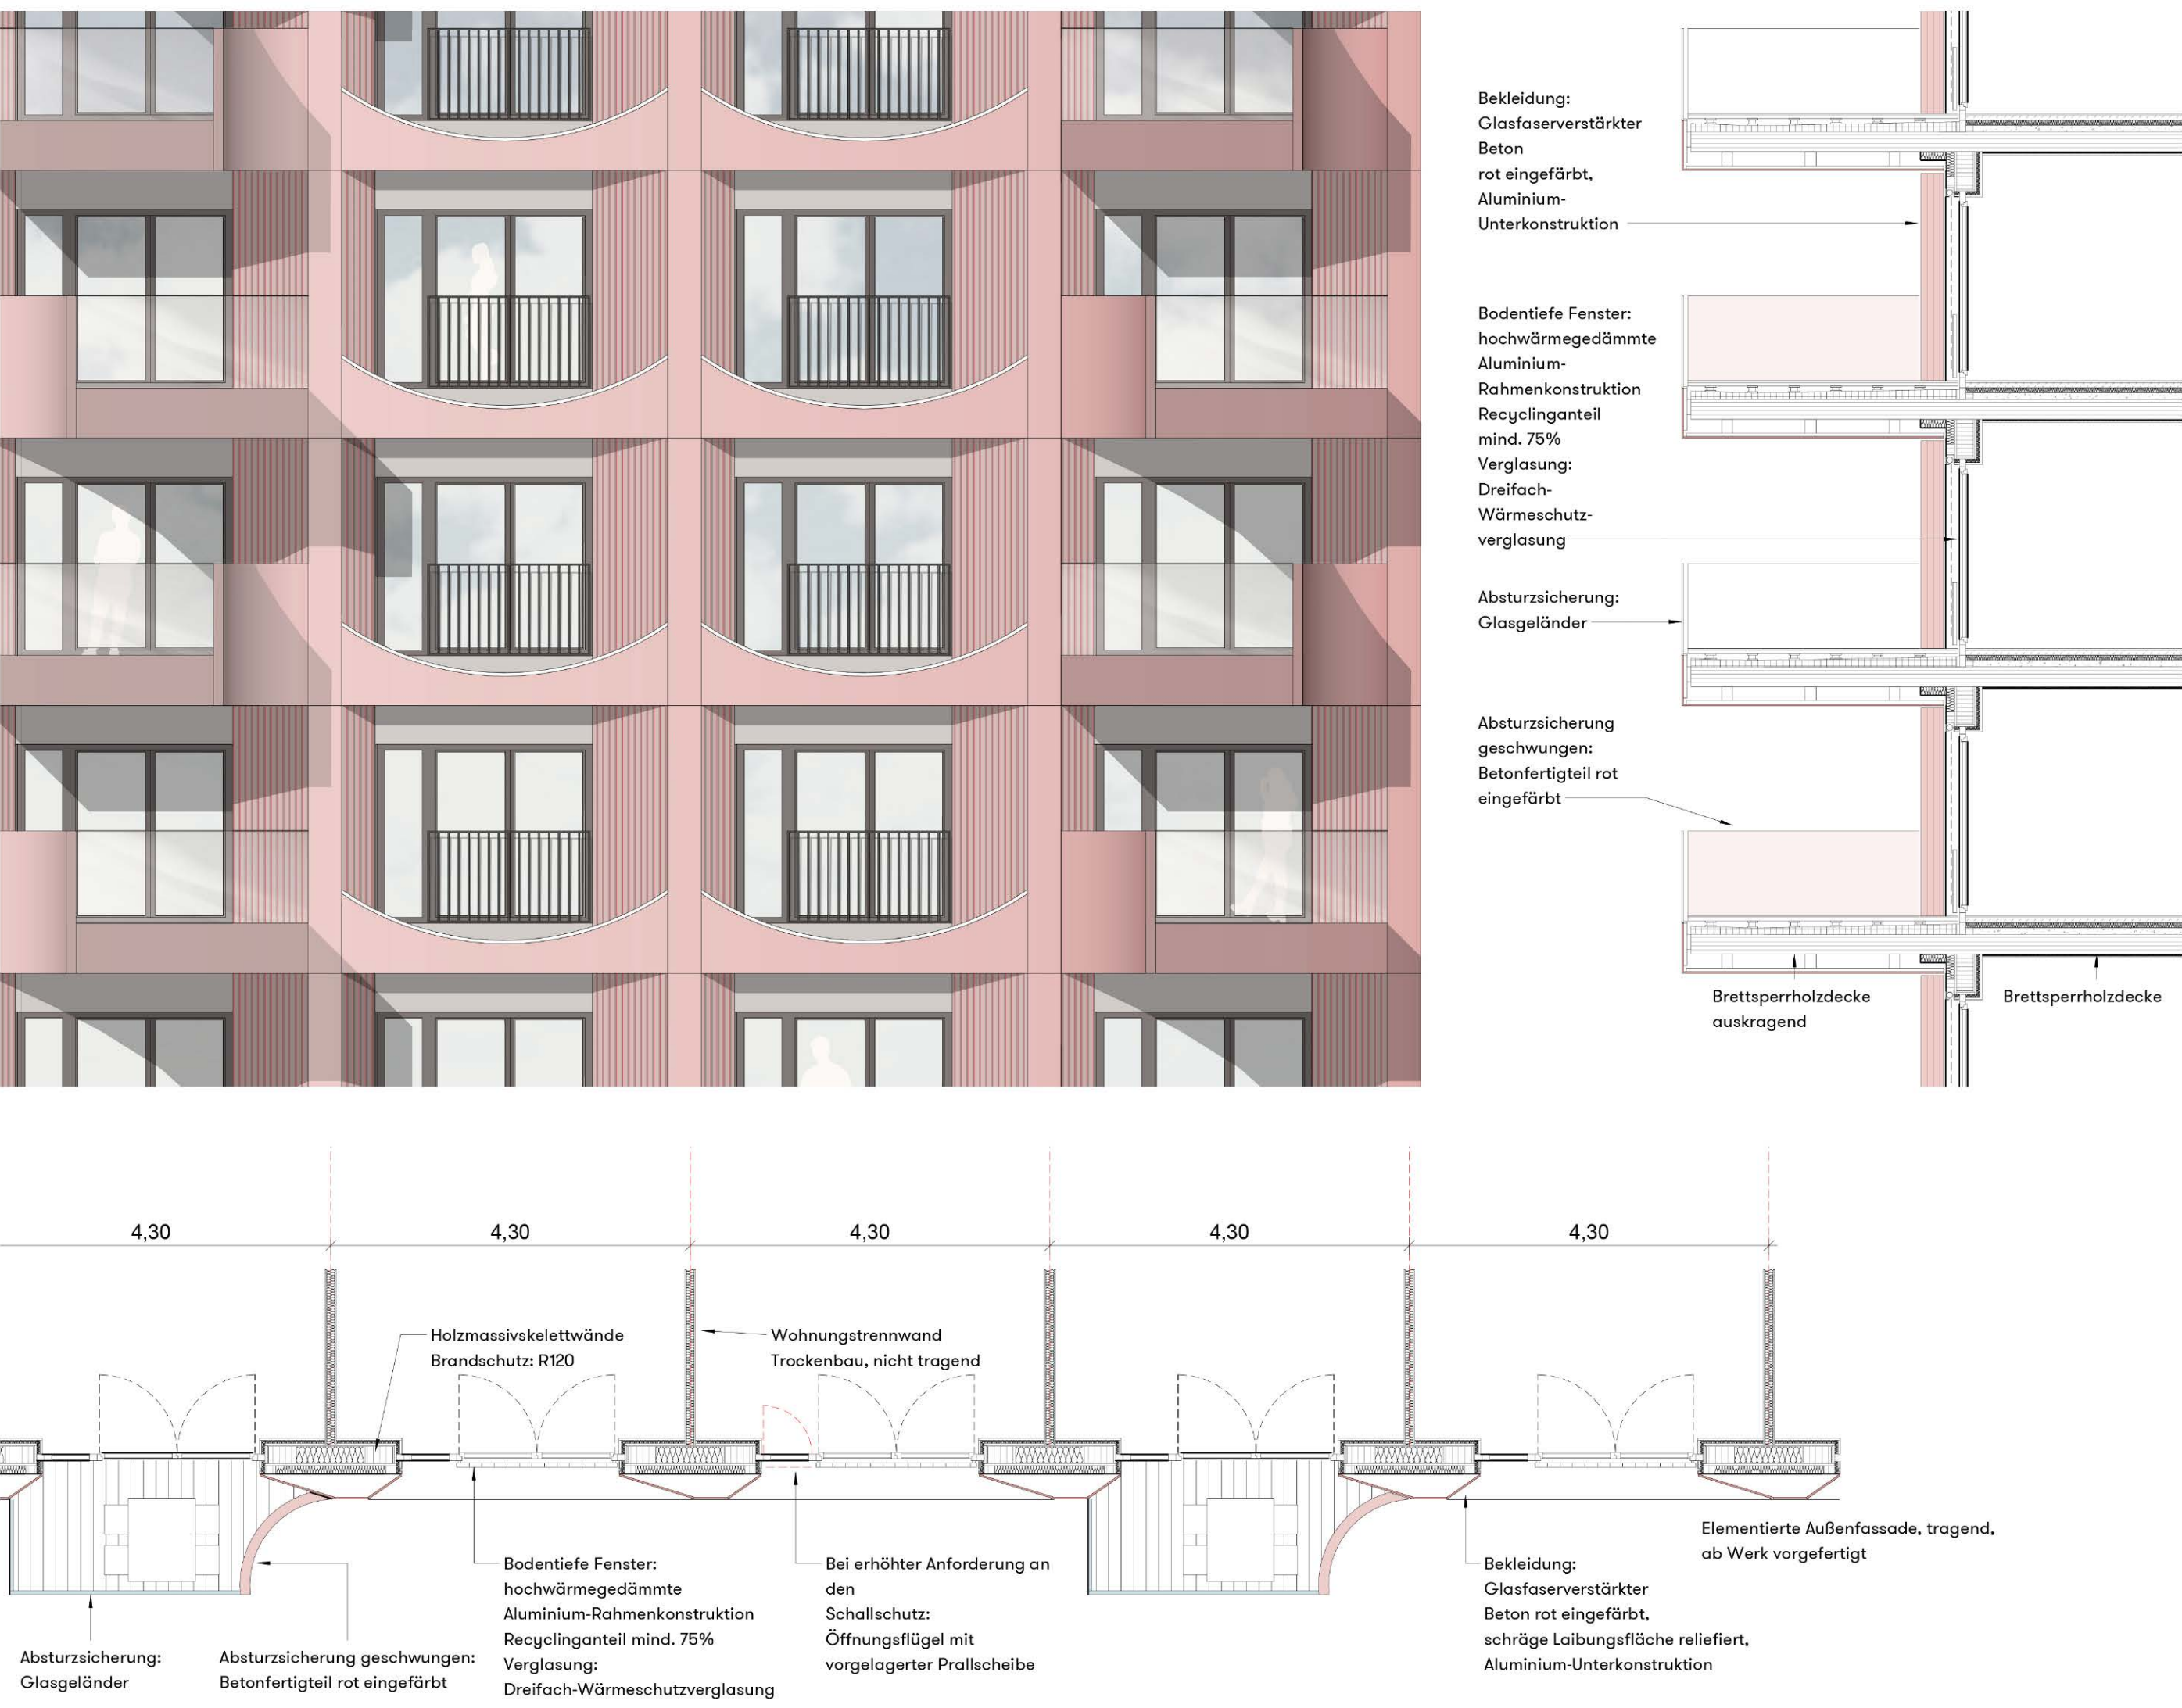 Bekleidung:
Glasfaserverstärkter
Beton
rot eingefärbt,
Aluminium-
Unterkonstruktion
Bodentiefe Fenster:
hochwärmegedämmte
Aluminium-
Rahmenkonstruktion
Recyclinganteil
mind. 75%
Verglasung:
Dreifach-
Wärmeschutz-
verglasung
Absturzsicherung:
Glasgeländer
Absturzsicherung
geschwungen:
Betonfertigteil rot
eingefärbt
Brettsperrholzdecke
auskragend
Brettsperrholzdecke
4,30
4,30
4,30
4,30
4,30
Holzmassivskelettwände
Brandschutz: R120
Wohnungstrennwand
Trockenbau, nicht tragend
Absturzsicherung:
Glasgeländer
Absturzsicherung geschwungen:
Betonfertigteil rot eingefärbt
Bodentiefe Fenster:
hochwärmegedämmte
Aluminium-Rahmenkonstruktion
Recyclinganteil mind. 75%
Verglasung:
Dreifach-Wärmeschutzverglasung
Bei erhöhter Anforderung an
den
Schallschutz:
Öffnungsflügel mit
vorgelagerter Prallscheibe
Bekleidung:
Glasfaserverstärkter
Beton rot eingefärbt,
schräge Laibungsfläche reliefiert,
Aluminium-Unterkonstruktion
Elementierte Außenfassade, tragend,
ab Werk vorgefertigt